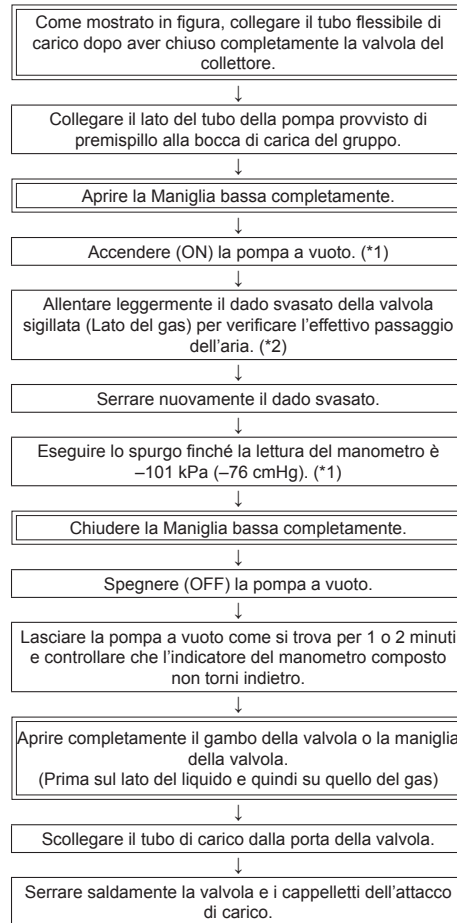 Come mostrato in figura, collegare il tubo flessibile di
carico dopo aver chiuso completamente la valvola del
collettore.
↓
Collegare il lato del tubo della pompa provvisto di
premispillo alla bocca di carica del gruppo.
↓
Aprire la Maniglia bassa completamente.
↓
Accendere (ON) la pompa a vuoto. (*1)
↓
Allentare leggermente il dado svasato della valvola
sigillata (Lato del gas) per verificare l'effettivo passaggio
dell'aria. (*2)
↓
Serrare nuovamente il dado svasato.
↓
Eseguire lo spurgo finché la lettura del manometro è
–101 kPa (–76 cmHg). (*1)
↓
Chiudere la Maniglia bassa completamente.
↓
Spegnere (OFF) la pompa a vuoto.
↓
Lasciare la pompa a vuoto come si trova per 1 o 2 minuti
e controllare che l'indicatore del manometro composto
non torni indietro.
↓
Aprire completamente il gambo della valvola o la maniglia
della valvola.
(Prima sul lato del liquido e quindi su quello del gas)
↓
Scollegare il tubo di carico dalla porta della valvola.
↓
Serrare saldamente la valvola e i cappelletti dell'attacco
di carico.